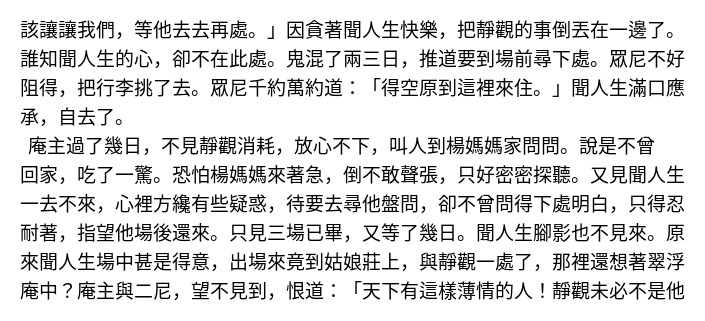 該讓讓我們，等他去去再處。」因貪著聞人生快樂，把靜觀的事倒丟在一邊了。
誰知聞人生的心，卻不在此處。鬼混了兩三日，推道要到場前尋下處。眾尼不好
阻得，把行李挑了去。眾尼千約萬約道：「得空原到這裡來住。」聞人生滿口應
承，自去了。
庵主過了幾日，不見靜觀消耗，放心不下，叫人到楊媽媽家問問。說是不曾
回家，吃了一驚。恐怕楊媽媽來著急，倒不敢聲張，只好密密探聽。又見聞人生
一去不來，心裡方纔有些疑惑，待要去尋他盤問，卻不曾問得下處明白，只得忍
耐著，指望他場後還來。只見三場已畢，又等了幾日。聞人生腳影也不見來。原
來聞人生場中甚是得意，出場來竟到姑娘莊上，與靜觀一處了，那裡還想著翠浮
庵中？庵主與二尼，望不見到，恨道：「天下有這樣薄情的人！靜觀未必不是他